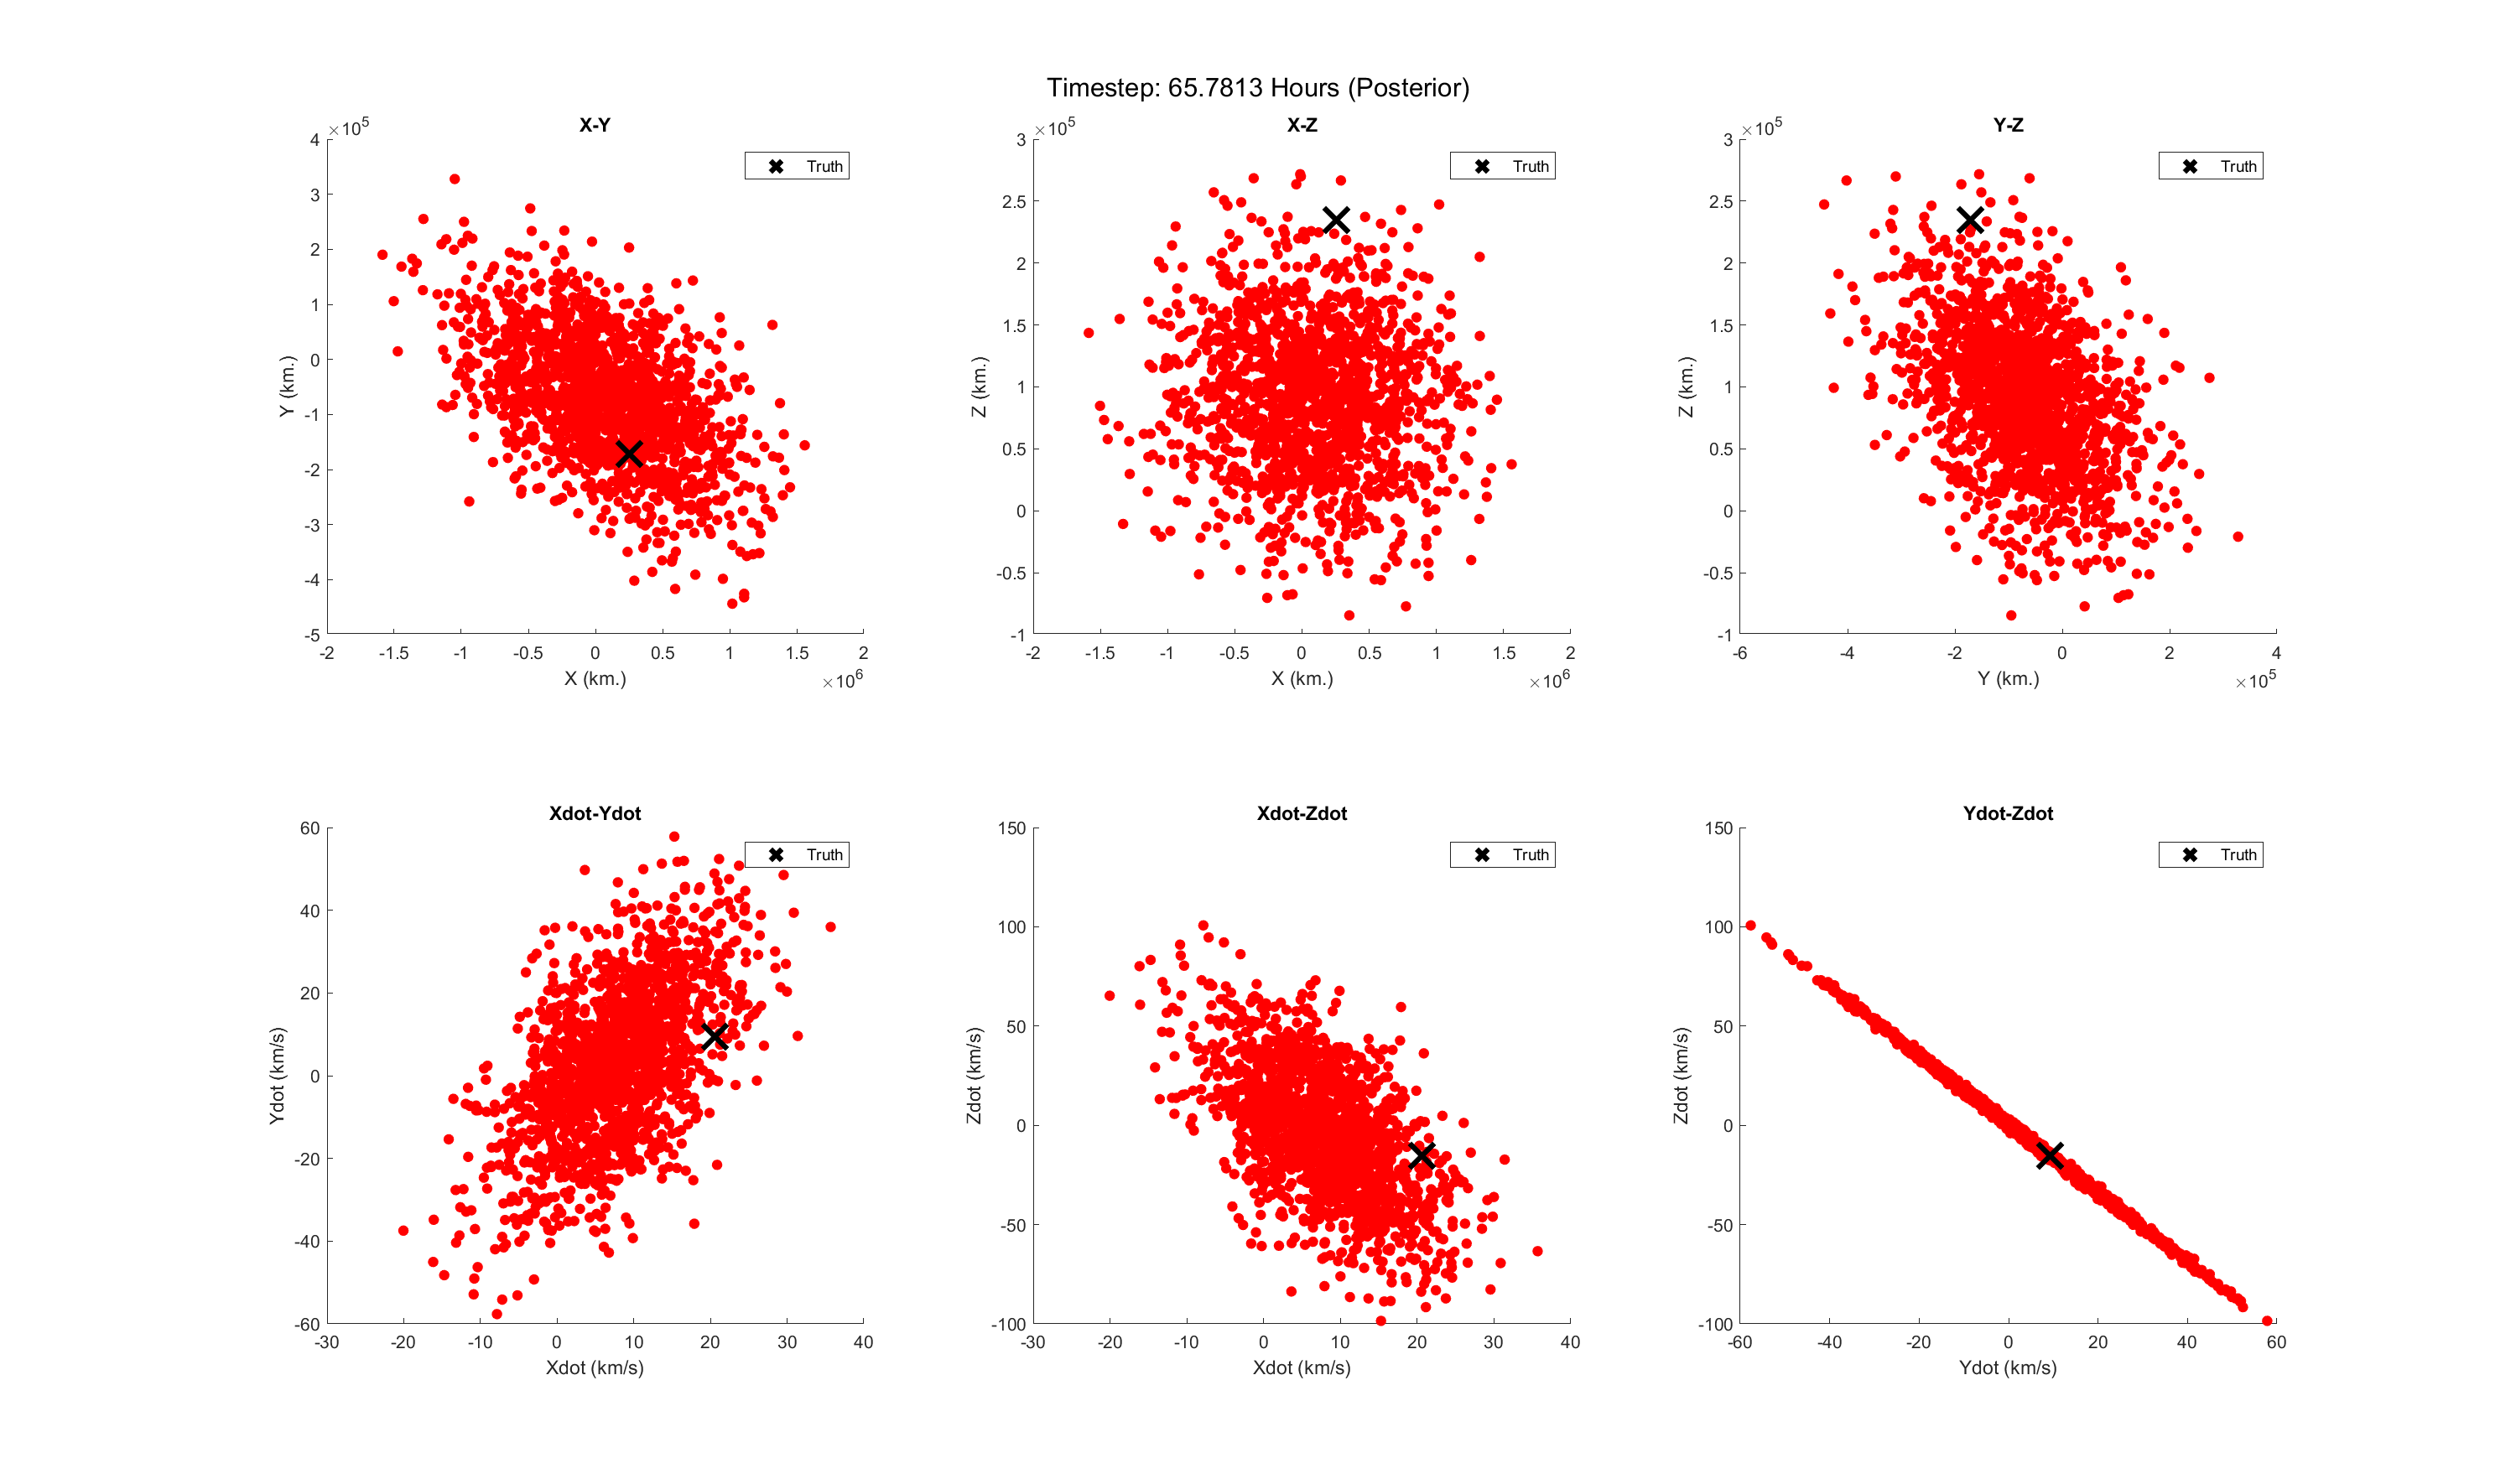 Timestep: 65.7813 Hours (Posterior)
X-Y
×10^5
4
3
2
1
0
-1
-2
-3
-4
-5
Y (km.)
Truth
-2 -1.5 -1 -0.5 0 0.5 1 1.5 2
X (km.)
×10^6
X-Z
×10^5
3
2.5
2
1.5
1
0.5
0
-0.5
-1
Z (km.)
Truth
-2 -1.5 -1 -0.5 0 0.5 1 1.5 2
X (km.)
×10^6
Y-Z
×10^5
3
2.5
2
1.5
1
0.5
0
-0.5
-1
Z (km.)
Truth
-6 -4 -2 0 2 4
Y (km.)
×10^5
Xdot-Ydot
60
40
20
0
-20
-40
-60
Ydot (km/s)
Truth
-30 -20 -10 0 10 20 30 40
Xdot (km/s)
Xdot-Zdot
150
100
50
0
-50
-100
Zdot (km/s)
Truth
-30 -20 -10 0 10 20 30 40
Xdot (km/s)
Ydot-Zdot
150
100
50
0
-50
-100
Zdot (km/s)
Truth
-60 -40 -20 0 20 40 60
Ydot (km/s)